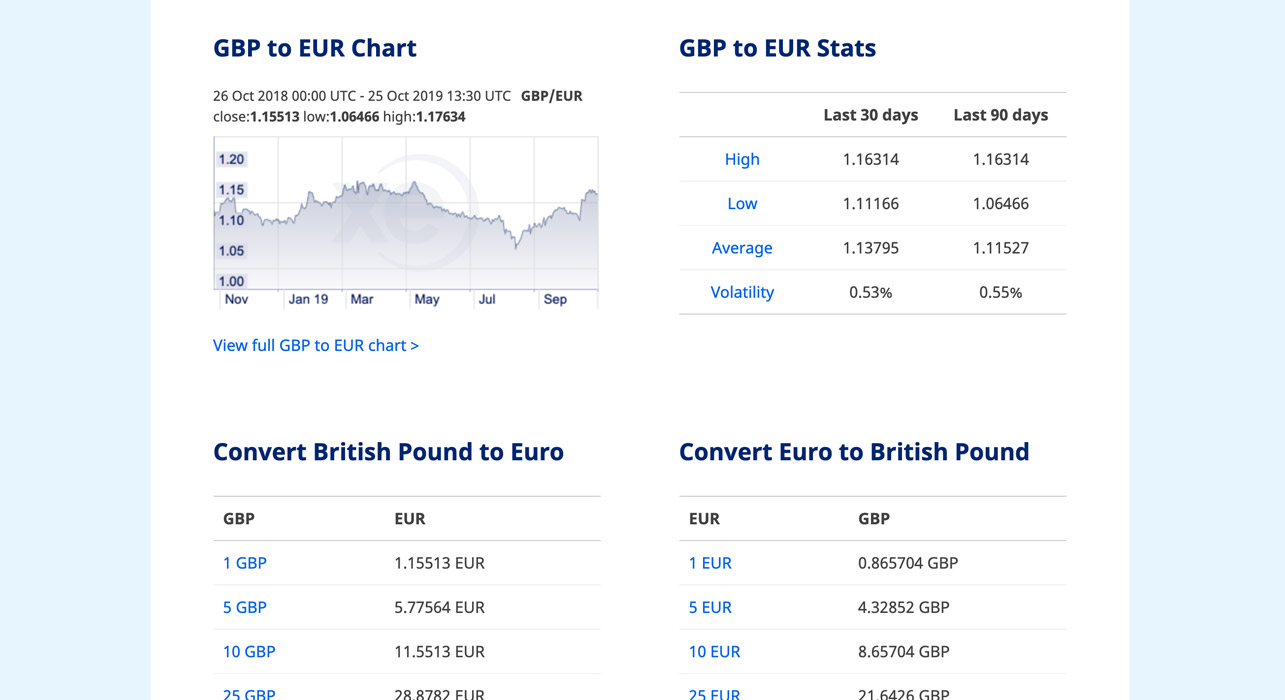 GBP to EUR Chart
26 Oct 2018 00:00 UTC - 25 Oct 2019 13:30 UTC GBP/EUR
close:1.15513 low:1.06466 high:1.17634
xe
1.20
1.15
1.10
1.05
1.00
Nov Jan 19 Mar May Jul Sep
View full GBP to EUR chart >
GBP to EUR Stats
Last 30 days Last 90 days
High 1.16314 1.16314
Low 1.11166 1.06466
Average 1.13795 1.11527
Volatility 0.53% 0.55%
Convert British Pound to Euro
GBP EUR
1 GBP 1.15513 EUR
5 GBP 5.77564 EUR
10 GBP 11.5513 EUR
25 GBP 28.8782 EUR
Convert Euro to British Pound
EUR GBP
1 EUR 0.865704 GBP
5 EUR 4.32852 GBP
10 EUR 8.65704 GBP
25 EUR 21.6426 GBP